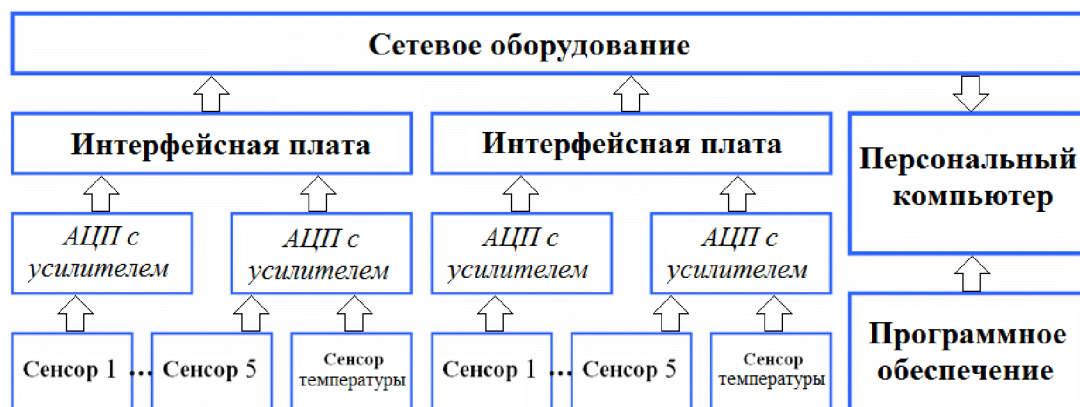 Сетевое оборудование
Интерфейсная плата
Интерфейсная плата
Персональный
компьютер
АЦП с
усилителем
АЦП с
усилителем
АЦП с
усилителем
АЦП с
усилителем
Сенсор 1
...
Сенсор 5
Сенсор
температуры
Сенсор 1
...
Сенсор 5
Сенсор
температуры
Программное
обеспечение